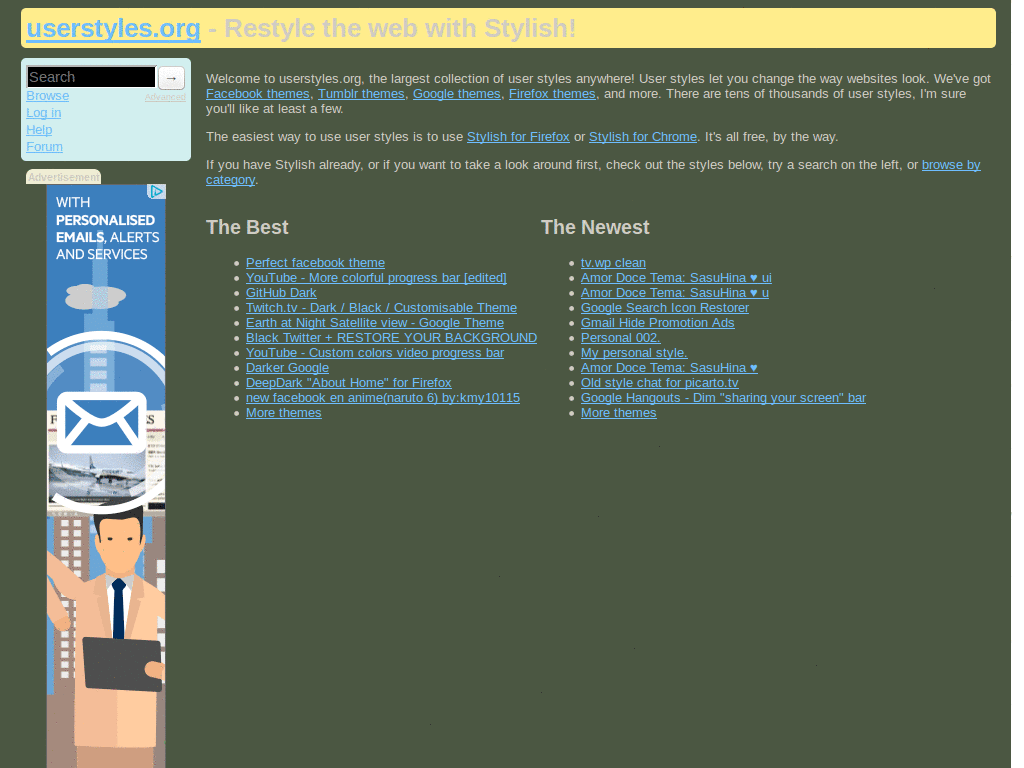 userstyles.org - Restyle the web with Stylish!
Search →
Browse Advanced
Log in
Help
Forum
Advertisement
WITH
PERSONALISED
EMAILS, ALERTS
AND SERVICES
Welcome to userstyles.org, the largest collection of user styles anywhere! User styles let you change the way websites look. We've got
Facebook themes, Tumblr themes, Google themes, Firefox themes, and more. There are tens of thousands of user styles, I'm sure
you'll like at least a few.
The easiest way to use user styles is to use Stylish for Firefox or Stylish for Chrome. It's all free, by the way.
If you have Stylish already, or if you want to take a look around first, check out the styles below, try a search on the left, or browse by
category.
The Best
Perfect facebook theme
YouTube - More colorful progress bar [edited]
GitHub Dark
Twitch.tv - Dark / Black / Customisable Theme
Earth at Night Satellite view - Google Theme
Black Twitter + RESTORE YOUR BACKGROUND
YouTube - Custom colors video progress bar
Darker Google
DeepDark "About Home" for Firefox
new facebook en anime(naruto 6) by:kmy10115
More themes
The Newest
tv.wp clean
Amor Doce Tema: SasuHina ♥ ui
Amor Doce Tema: SasuHina ♥ u
Google Search Icon Restorer
Gmail Hide Promotion Ads
Personal 002.
My personal style.
Amor Doce Tema: SasuHina ♥
Old style chat for picarto.tv
Google Hangouts - Dim "sharing your screen" bar
More themes